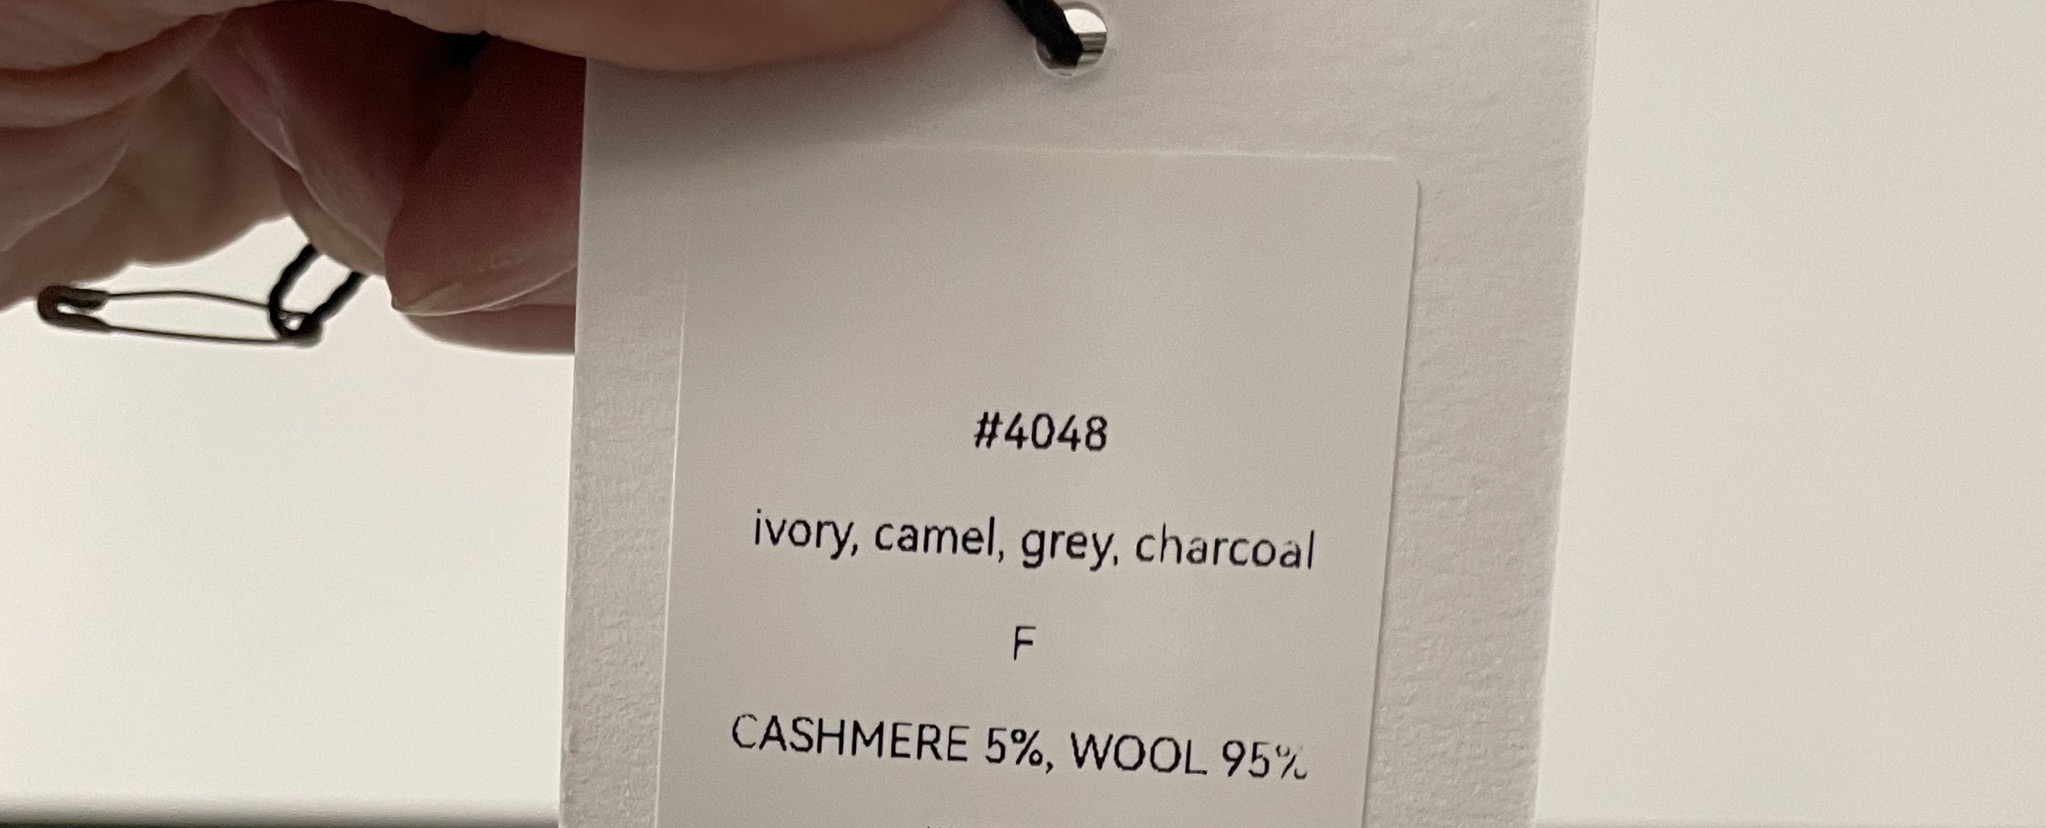 #4048
ivory, camel, grey, charcoal
F
CASHMERE 5%, WOOL 95%